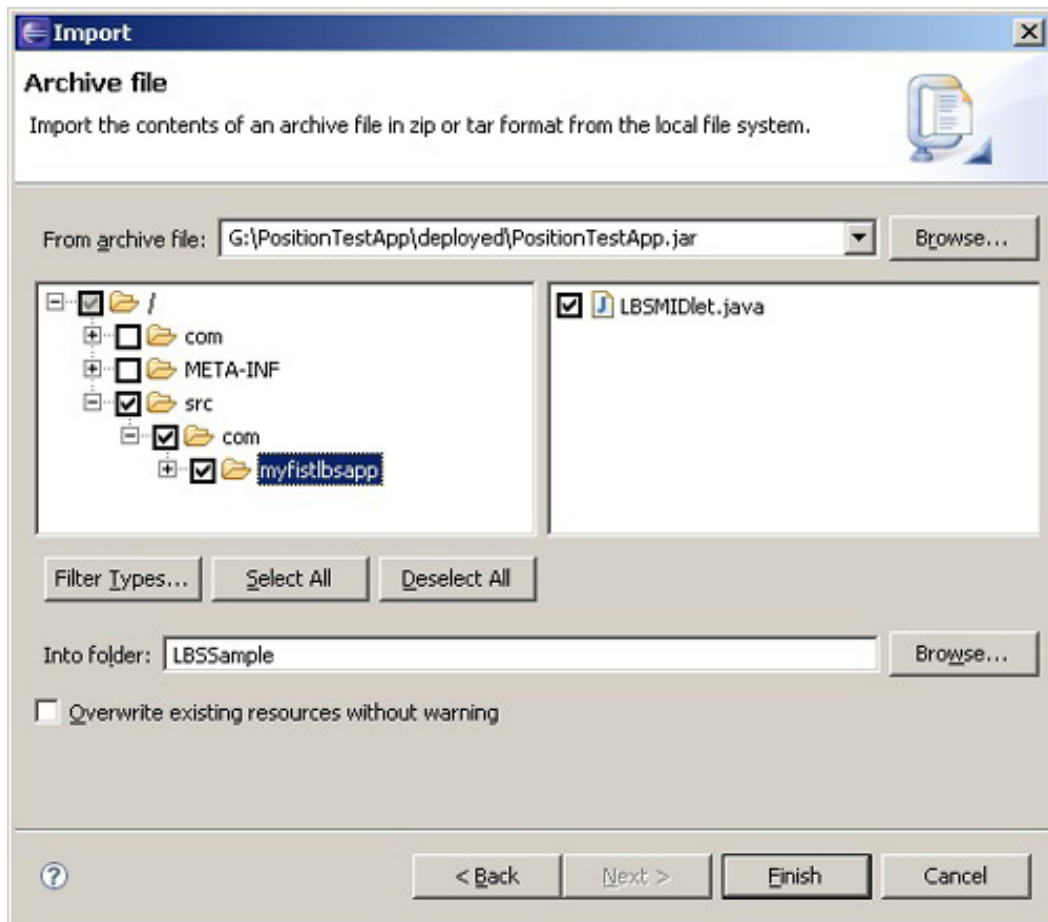 Import
Archive file
Import the contents of an archive file in zip or tar format from the local file system.
From archive file: G:\PositionTestApp\deployed\PositionTestApp.jar Browse...
/
com
META-INF
src
com
myfistlbsapp
LBSMIDlet.java
Filter Types... Select All Deselect All
Into folder: LBSSample Browse...
Overwrite existing resources without warning
? < Back Next > Finish Cancel